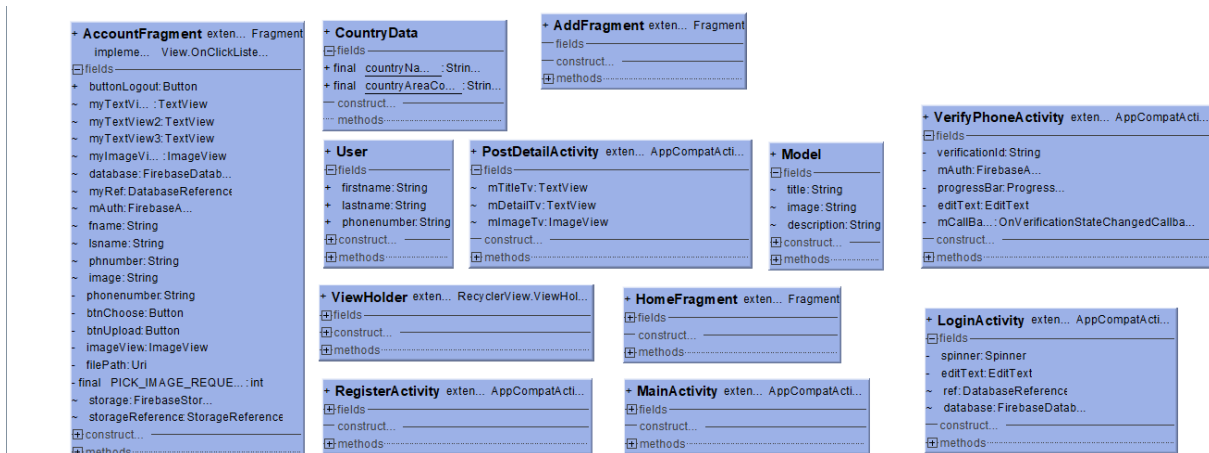 + AccountFragment exten... Fragment
impleme... View.OnClickListe...
fields
+ buttonLogout:Button
~ myTextVi... :TextView
~ myTextView2:TextView
~ myTextView3:TextView
~ myImageVi... :ImageView
~ database:FirebaseDatab...
~ myRef:DatabaseReference
~ mAuth:FirebaseA...
~ fname:String
~ lsname:String
~ phnumber:String
~ image:String
- phonenumber:String
- btnChoose:Button
- btnUpload:Button
- imageView:ImageView
- filePath:Uri
- final PICK_IMAGE_REQUE... :int
~ storage:FirebaseStor...
~ storageReference:StorageReference
construct...
methods
+ CountryData
fields
+ final countryNa... :Strin...
+ final countryAreaCo... :Strin...
construct...
methods
+ AddFragment exten... Fragment
fields
construct...
methods
+ User
fields
+ firstname:String
+ lastname:String
+ phonenumber:String
construct...
methods
+ PostDetailActivity exten... AppCompatActi...
fields
~ mTitleTv:TextView
~ mDetailTv:TextView
~ mImageTv:ImageView
construct...
methods
+ Model
fields
~ title:String
~ image:String
~ description:String
construct...
methods
+ VerifyPhoneActivity exten... AppCompatActi...
fields
- verificationId:String
- mAuth:FirebaseA...
- progressBar:Progress...
- editText:EditText
- mCallBa... :OnVerificationStateChangedCallba...
construct...
methods
+ ViewHolder exten... RecyclerView.ViewHol...
fields
construct...
methods
+ HomeFragment exten... Fragment
fields
construct...
methods
+ LoginActivity exten... AppCompatActi...
fields
- spinner:Spinner
- editText:EditText
~ ref:DatabaseReference
~ database:FirebaseDatab...
construct...
methods
+ RegisterActivity exten... AppCompatActi...
fields
construct...
methods
+ MainActivity exten... AppCompatActi...
fields
construct...
methods